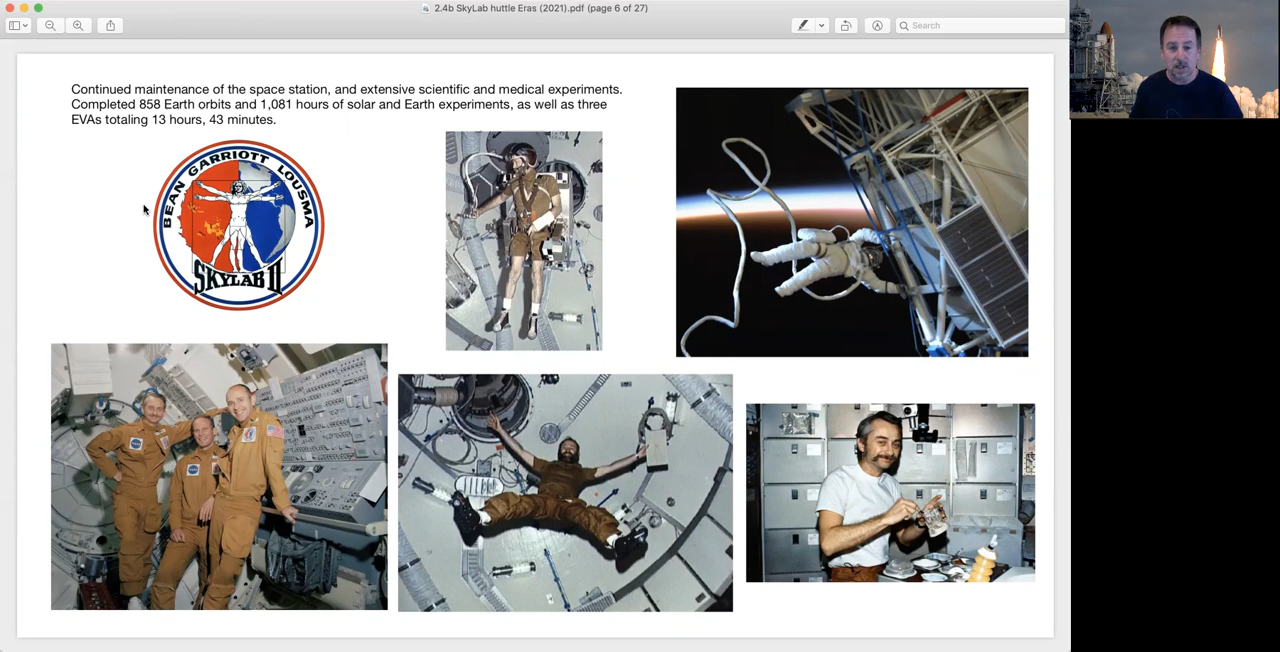 2.4b SkyLab huttle Eras (2021).pdf (page 6 of 27)
Search
Continued maintenance of the space station, and extensive scientific and medical experiments.
Completed 858 Earth orbits and 1,081 hours of solar and Earth experiments, as well as three
EVAs totaling 13 hours, 43 minutes.
BEAN GARRIOTT LOUSMA
SKYLAB II